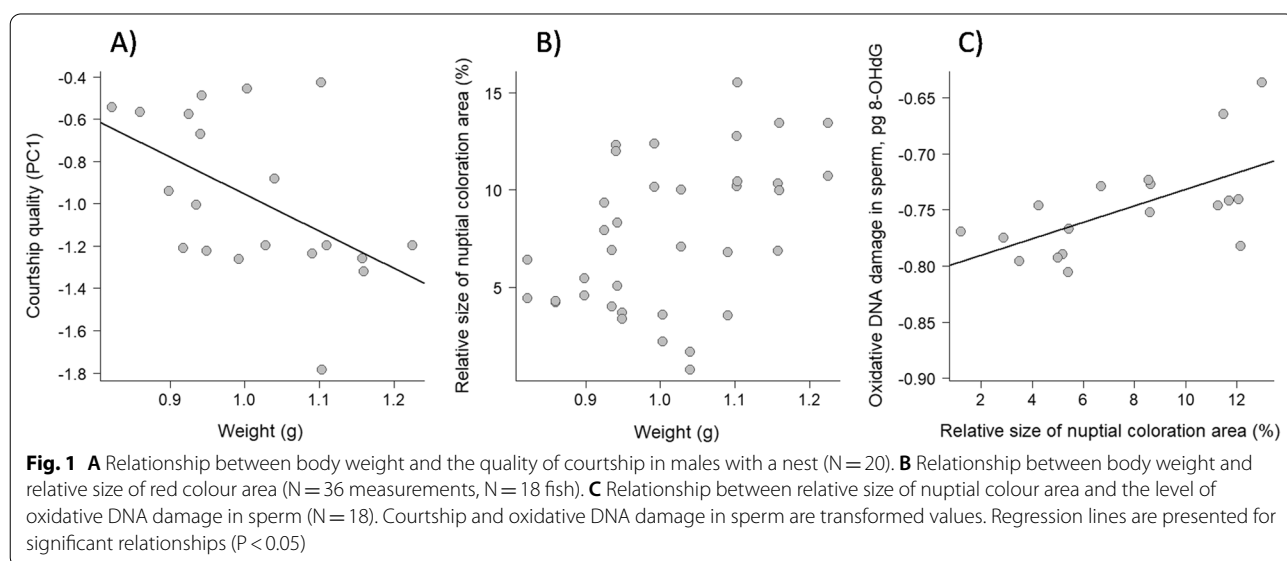 A)
B)
C)
Courtship quality (PC1)
-0.4
-0.6
-0.8
-1.0
-1.2
-1.4
-1.6
-1.8
0.9 1.0 1.1 1.2
Weight (g)
Relative size of nuptial coloration area (%)
15
10
5
0.9 1.0 1.1 1.2
Weight (g)
Oxidative DNA damage in sperm, pg 8-OHdG
-0.65
-0.70
-0.75
-0.80
-0.85
-0.90
2 4 6 8 10 12
Relative size of nuptial coloration area (%)
Fig. 1 A Relationship between body weight and the quality of courtship in males with a nest (N = 20). B Relationship between body weight and
relative size of red colour area (N = 36 measurements, N = 18 fish). C Relationship between relative size of nuptial colour area and the level of
oxidative DNA damage in sperm (N = 18). Courtship and oxidative DNA damage in sperm are transformed values. Regression lines are presented for
significant relationships (P < 0.05)